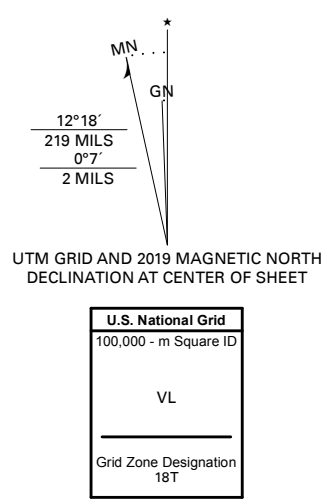 ★
MN
GN
12°18´
219 MILS
0°7´
2 MILS
UTM GRID AND 2019 MAGNETIC NORTH
DECLINATION AT CENTER OF SHEET
U.S. National Grid
100,000 - m Square ID
VL
Grid Zone Designation
18T